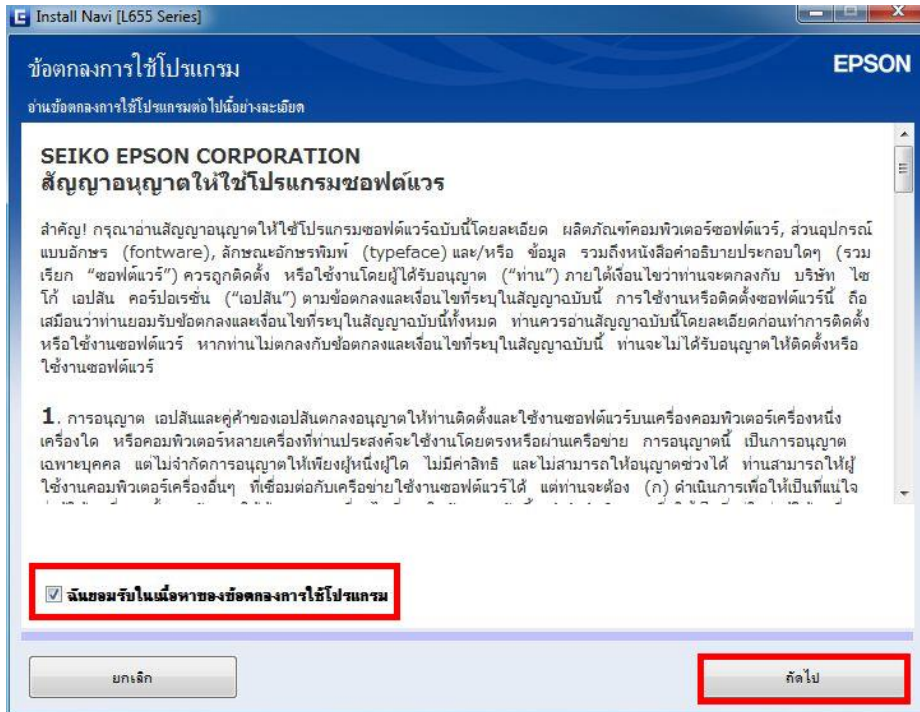 Install Navi [L655 Series]
ข้อตกลงการใช้โปรแกรม
EPSON
อ่านข้อตกลงการใช้โปรแกรมต่อไปนี้อย่างละเอียด
SEIKO EPSON CORPORATION
สัญญาอนุญาตให้ใช้โปรแกรมซอฟต์แวร์
สำคัญ! กรุณาอ่านสัญญาอนุญาตให้ใช้โปรแกรมซอฟต์แวร์ฉบับนี้โดยละเอียด ผลิตภัณฑ์คอมพิวเตอร์ซอฟต์แวร์, ส่วนอุปกรณ์
แบบอักษร (fontware), ลักษณะอักษรพิมพ์ (typeface) และ/หรือ ข้อมูล รวมถึงหนังสือคำอธิบายประกอบใดๆ (รวม
เรียก “ซอฟต์แวร์”) ควรถูกติดตั้ง หรือใช้งานโดยผู้ได้รับอนุญาต (“ท่าน”) ภายใต้เงื่อนไขว่าท่านจะตกลงกับ บริษัท ไซ
โก้ เอปสัน คอร์ปอเรชั่น (“เอปสัน”) ตามข้อตกลงและเงื่อนไขที่ระบุในสัญญาฉบับนี้ การใช้งานหรือติดตั้งซอฟต์แวร์นี้ ถือ
เสมือนว่าท่านยอมรับข้อตกลงและเงื่อนไขที่ระบุในสัญญาฉบับนี้ทั้งหมด ท่านควรอ่านสัญญาฉบับนี้โดยละเอียดก่อนทำการติดตั้ง
หรือใช้งานซอฟต์แวร์ หากท่านไม่ตกลงกับข้อตกลงและเงื่อนไขที่ระบุในสัญญาฉบับนี้ ท่านจะไม่ได้รับอนุญาตให้ติดตั้งหรือ
ใช้งานซอฟต์แวร์
1. การอนุญาต เอปสันและคู่ค้าของเอปสันตกลงอนุญาตให้ท่านติดตั้งและใช้งานซอฟต์แวร์บนเครื่องคอมพิวเตอร์เครื่องหนึ่ง
เครื่องใด หรือคอมพิวเตอร์หลายเครื่องที่ท่านประสงค์จะใช้งานโดยตรงหรือผ่านเครือข่าย การอนุญาตนี้ เป็นการอนุญาต
เฉพาะบุคคล แต่ไม่จำกัดการอนุญาตให้เพียงผู้หนึ่งผู้ใด ไม่มีค่าสิทธิ และไม่สามารถให้อนุญาตช่วงได้ ท่านสามารถให้ผู้
ใช้งานคอมพิวเตอร์เครื่องอื่นๆ ที่เชื่อมต่อกับเครือข่ายใช้งานซอฟต์แวร์ได้ แต่ท่านจะต้อง (ก) ดำเนินการเพื่อให้เป็นที่แน่ใจ
ฉันยอมรับในเนื้อหาของข้อตกลงการใช้โปรแกรม
ยกเลิก
ถัดไป